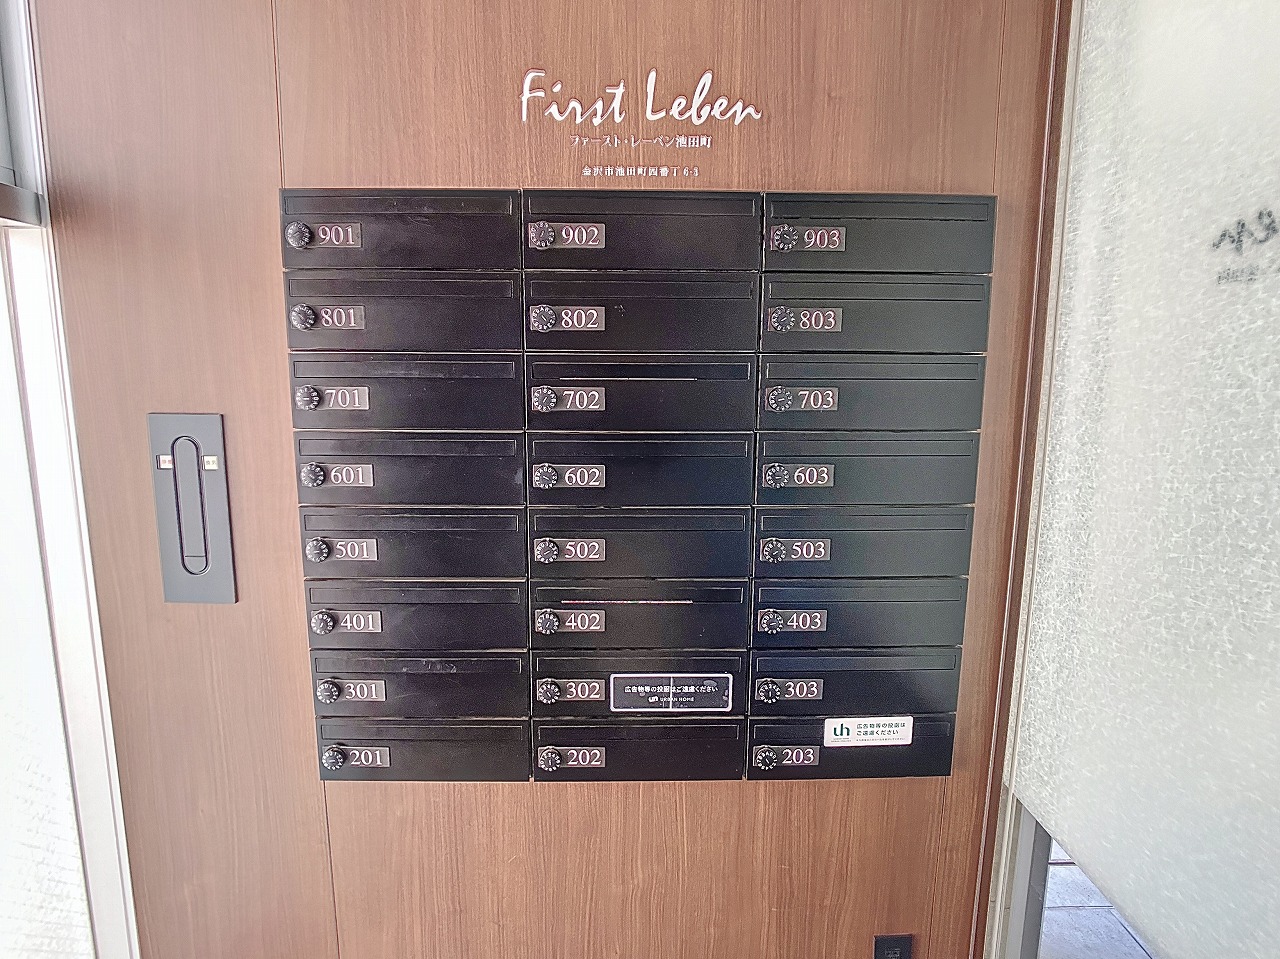 First Leben
ファースト・レーベン池田町
金沢市池田町四番丁6-3
901 902 903
801 802 803
701 702 703
601 602 603
501 502 503
401 402 403
301 302 303
広告物等の投函はご遠慮ください
un URBAN HOME
201 202 203
uh
広告物等の投函は
ご遠慮ください